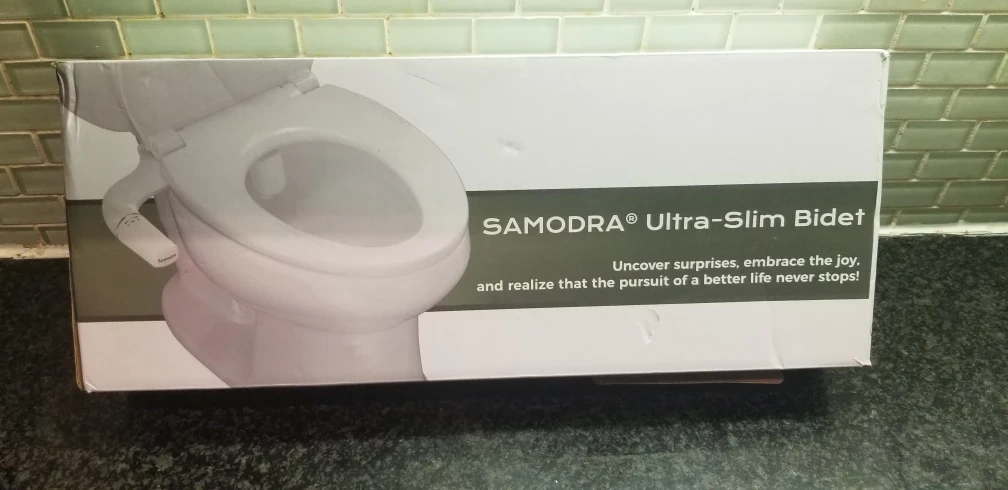 SAMODRA® Ultra-Slim Bidet
Uncover surprises, embrace the joy,
and realize that the pursuit of a better life never stops!